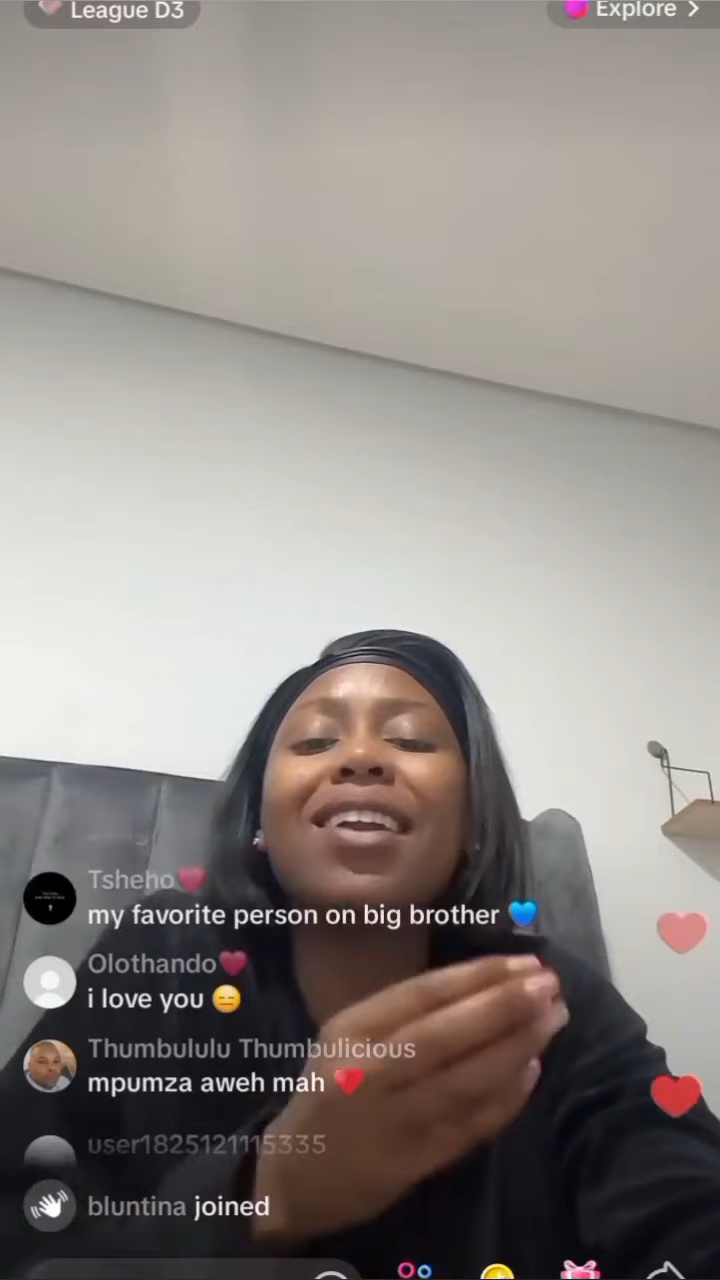 League D3
Explore
Tsheho
my favorite person on big brother
Olothando
i love you
Thumbululu Thumbulicious
mpumza aweh mah
user1825121115335
bluntina joined